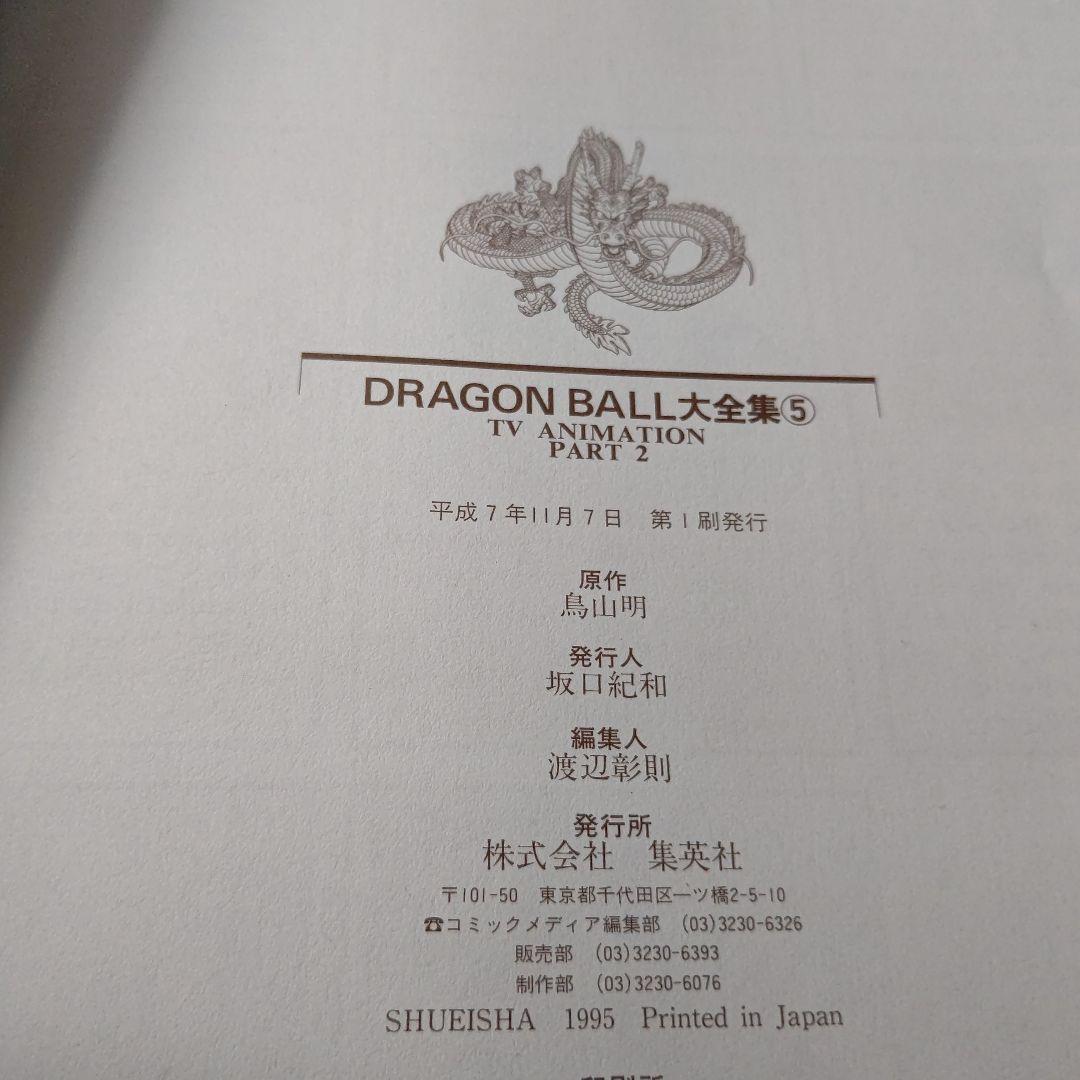 DRAGON BALL大全集⑤
TV ANIMATION
PART 2
平成7年11月7日　第1刷発行
原作
鳥山明
発行人
坂口紀和
編集人
渡辺彰則
発行所
株式会社　集英社
〒101-50　東京都千代田区一ツ橋2-5-10
☎コミックメディア編集部　(03)3230-6326
販売部　(03)3230-6393
制作部　(03)3230-6076
SHUEISHA　1995　Printed in Japan